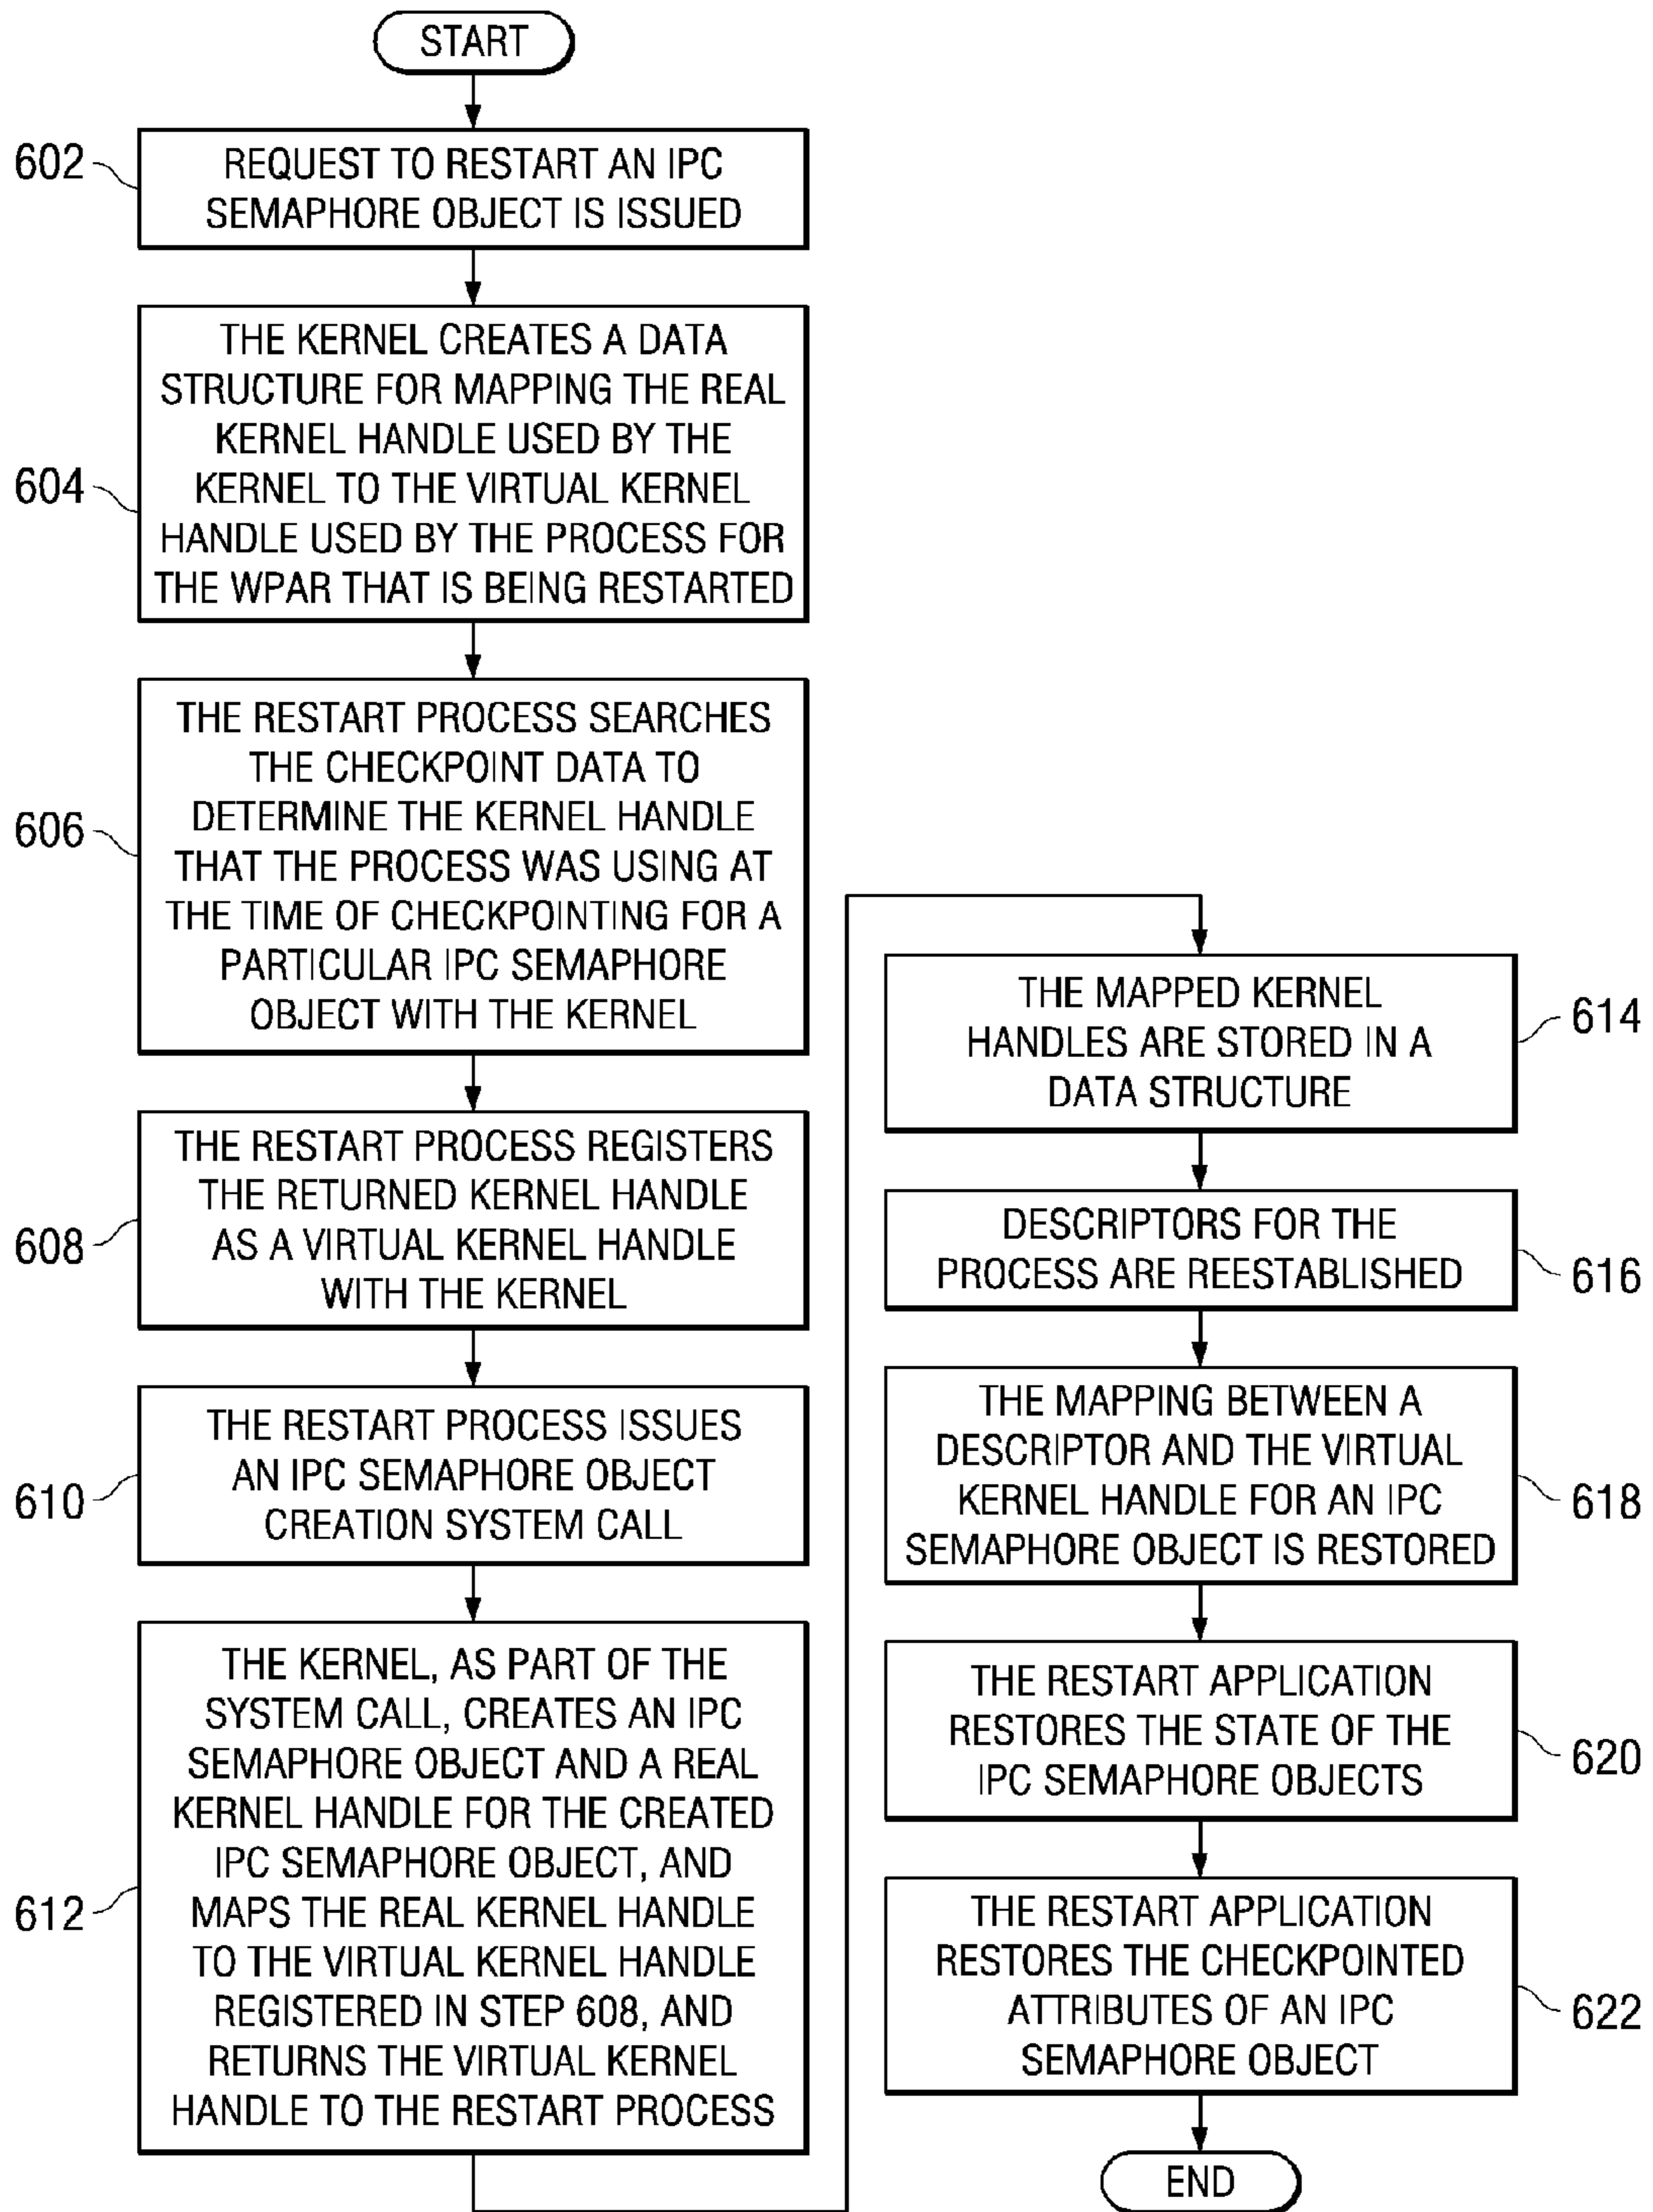 START
602
REQUEST TO RESTART AN IPC
SEMAPHORE OBJECT IS ISSUED
604
THE KERNEL CREATES A DATA
STRUCTURE FOR MAPPING THE REAL
KERNEL HANDLE USED BY THE
KERNEL TO THE VIRTUAL KERNEL
HANDLE USED BY THE PROCESS FOR
THE WPAR THAT IS BEING RESTARTED
606
THE RESTART PROCESS SEARCHES
THE CHECKPOINT DATA TO
DETERMINE THE KERNEL HANDLE
THAT THE PROCESS WAS USING AT
THE TIME OF CHECKPOINTING FOR A
PARTICULAR IPC SEMAPHORE
OBJECT WITH THE KERNEL
608
THE RESTART PROCESS REGISTERS
THE RETURNED KERNEL HANDLE
AS A VIRTUAL KERNEL HANDLE
WITH THE KERNEL
610
THE RESTART PROCESS ISSUES
AN IPC SEMAPHORE OBJECT
CREATION SYSTEM CALL
612
THE KERNEL, AS PART OF THE
SYSTEM CALL, CREATES AN IPC
SEMAPHORE OBJECT AND A REAL
KERNEL HANDLE FOR THE CREATED
IPC SEMAPHORE OBJECT, AND
MAPS THE REAL KERNEL HANDLE
TO THE VIRTUAL KERNEL HANDLE
REGISTERED IN STEP 608, AND
RETURNS THE VIRTUAL KERNEL
HANDLE TO THE RESTART PROCESS
THE MAPPED KERNEL
HANDLES ARE STORED IN A
DATA STRUCTURE
614
DESCRIPTORS FOR THE
PROCESS ARE REESTABLISHED
616
THE MAPPING BETWEEN A
DESCRIPTOR AND THE VIRTUAL
KERNEL HANDLE FOR AN IPC
SEMAPHORE OBJECT IS RESTORED
618
THE RESTART APPLICATION
RESTORES THE STATE OF THE
IPC SEMAPHORE OBJECTS
620
THE RESTART APPLICATION
RESTORES THE CHECKPOINTED
ATTRIBUTES OF AN IPC
SEMAPHORE OBJECT
622
END